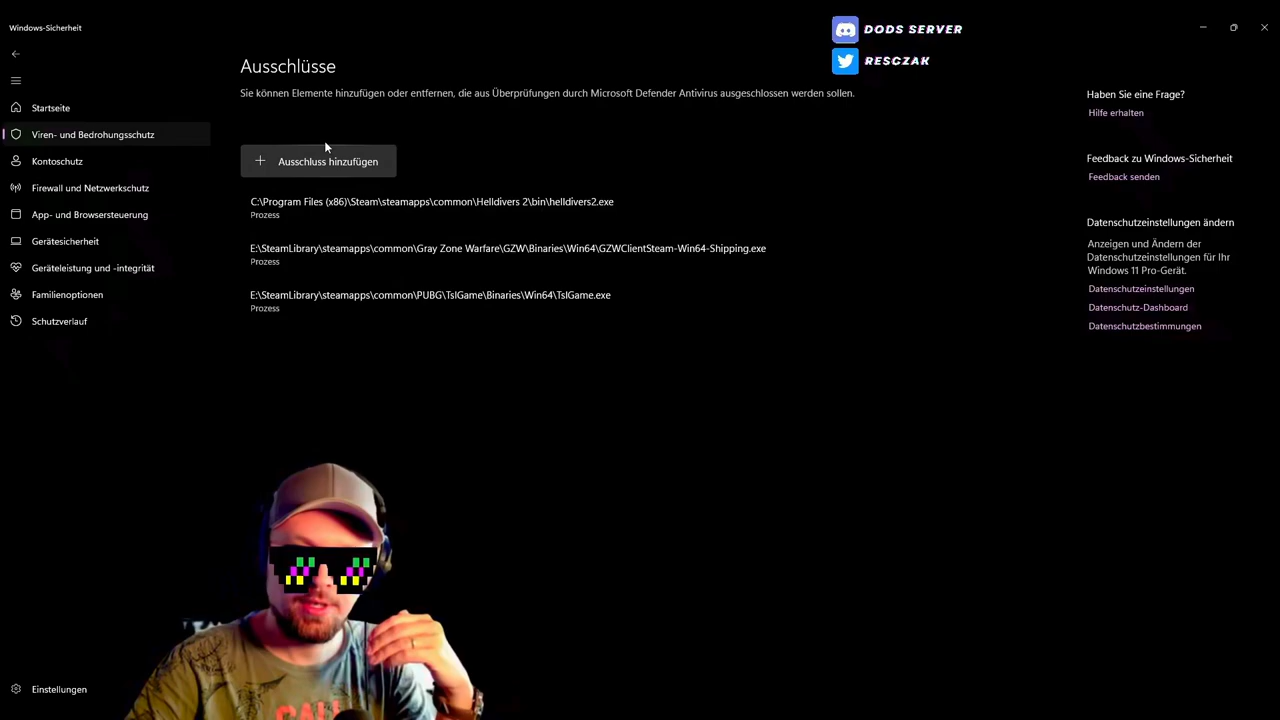 Windows-Sicherheit
DODS SERVER
RESCZAK
Startseite
Viren- und Bedrohungsschutz
Kontoschutz
Firewall und Netzwerkschutz
App- und Browsersteuerung
Gerätesicherheit
Geräteleistung und -integrität
Familienoptionen
Schutzverlauf
Einstellungen
Ausschlüsse
Sie können Elemente hinzufügen oder entfernen, die aus Überprüfungen durch Microsoft Defender Antivirus ausgeschlossen werden sollen.
Ausschluss hinzufügen
C:\Program Files (x86)\Steam\steamapps\common\Helldivers 2\bin\helldivers2.exe
Prozess
E:\SteamLibrary\steamapps\common\Gray Zone Warfare\GZW\Binaries\Win64\GZWClientSteam-Win64-Shipping.exe
Prozess
E:\SteamLibrary\steamapps\common\PUBG\TslGame\Binaries\Win64\TslGame.exe
Prozess
Haben Sie eine Frage?
Hilfe erhalten
Feedback zu Windows-Sicherheit
Feedback senden
Datenschutzeinstellungen ändern
Anzeigen und Ändern der
Datenschutzeinstellungen für Ihr
Windows 11 Pro-Gerät.
Datenschutzeinstellungen
Datenschutz-Dashboard
Datenschutzbestimmungen
CALL